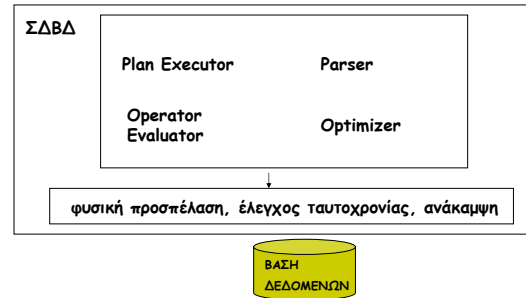 ΣΔΒΔ
Plan Executor
Parser
Operator
Evaluator
Optimizer
φυσική προσπέλαση, έλεγχος ταυτοχρονίας, ανάκαμψη
ΒΑΣΗ
ΔΕΔΟΜΕΝΩΝ